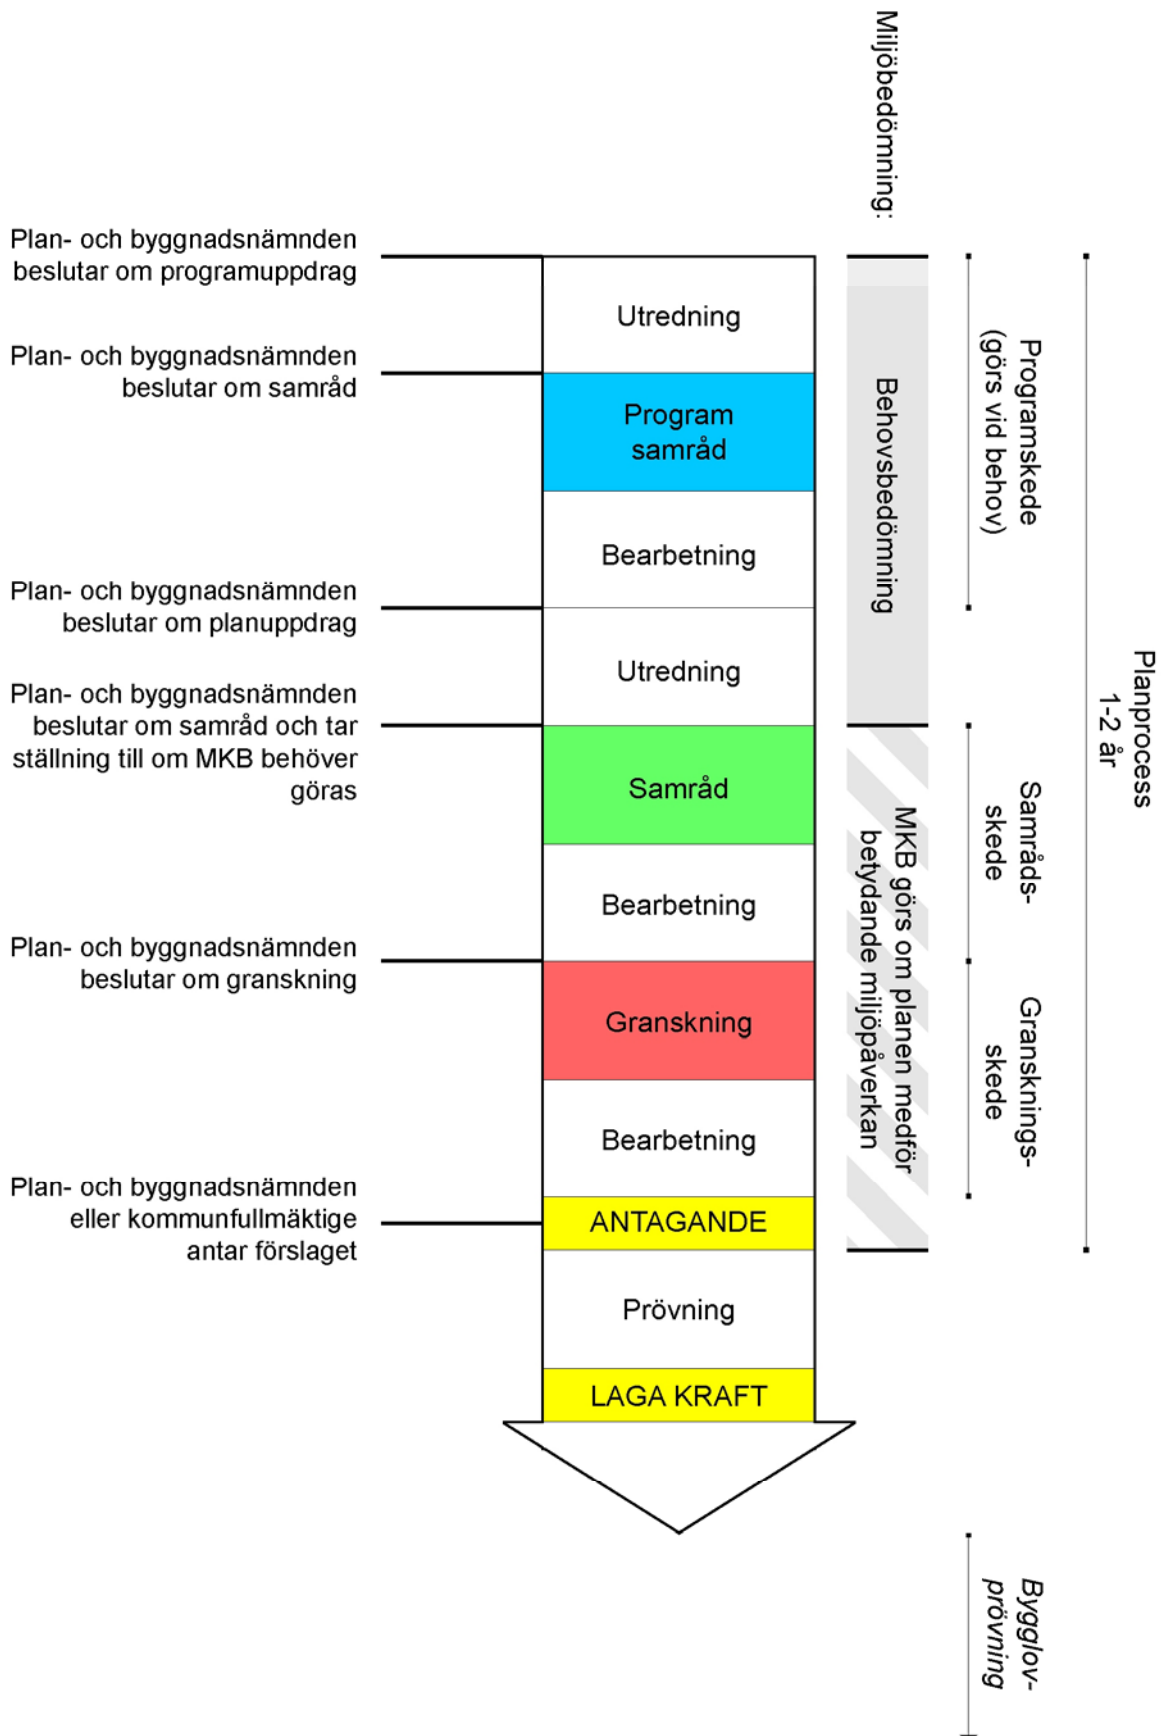 Plan- och byggnadsnämnden
beslutar om programuppdrag
Plan- och byggnadsnämnden
beslutar om samråd
Plan- och byggnadsnämnden
beslutar om planuppdrag
Plan- och byggnadsnämnden
beslutar om samråd och tar
ställning till om MKB behöver
göras
Plan- och byggnadsnämnden
beslutar om granskning
Plan- och byggnadsnämnden
eller kommunfullmäktige
antar förslaget
Utredning
Program
samråd
Bearbetning
Utredning
Samråd
Bearbetning
Granskning
Bearbetning
ANTAGANDE
Prövning
LAGA KRAFT
Miljöbedömning:
Behovsbedömning
MKB görs om planen medför
betydande miljöpåverkan
Programskede
(görs vid behov)
Samråds-
skede
Gransknings-
skede
Planprocess
1-2 år
Bygglov-
prövning